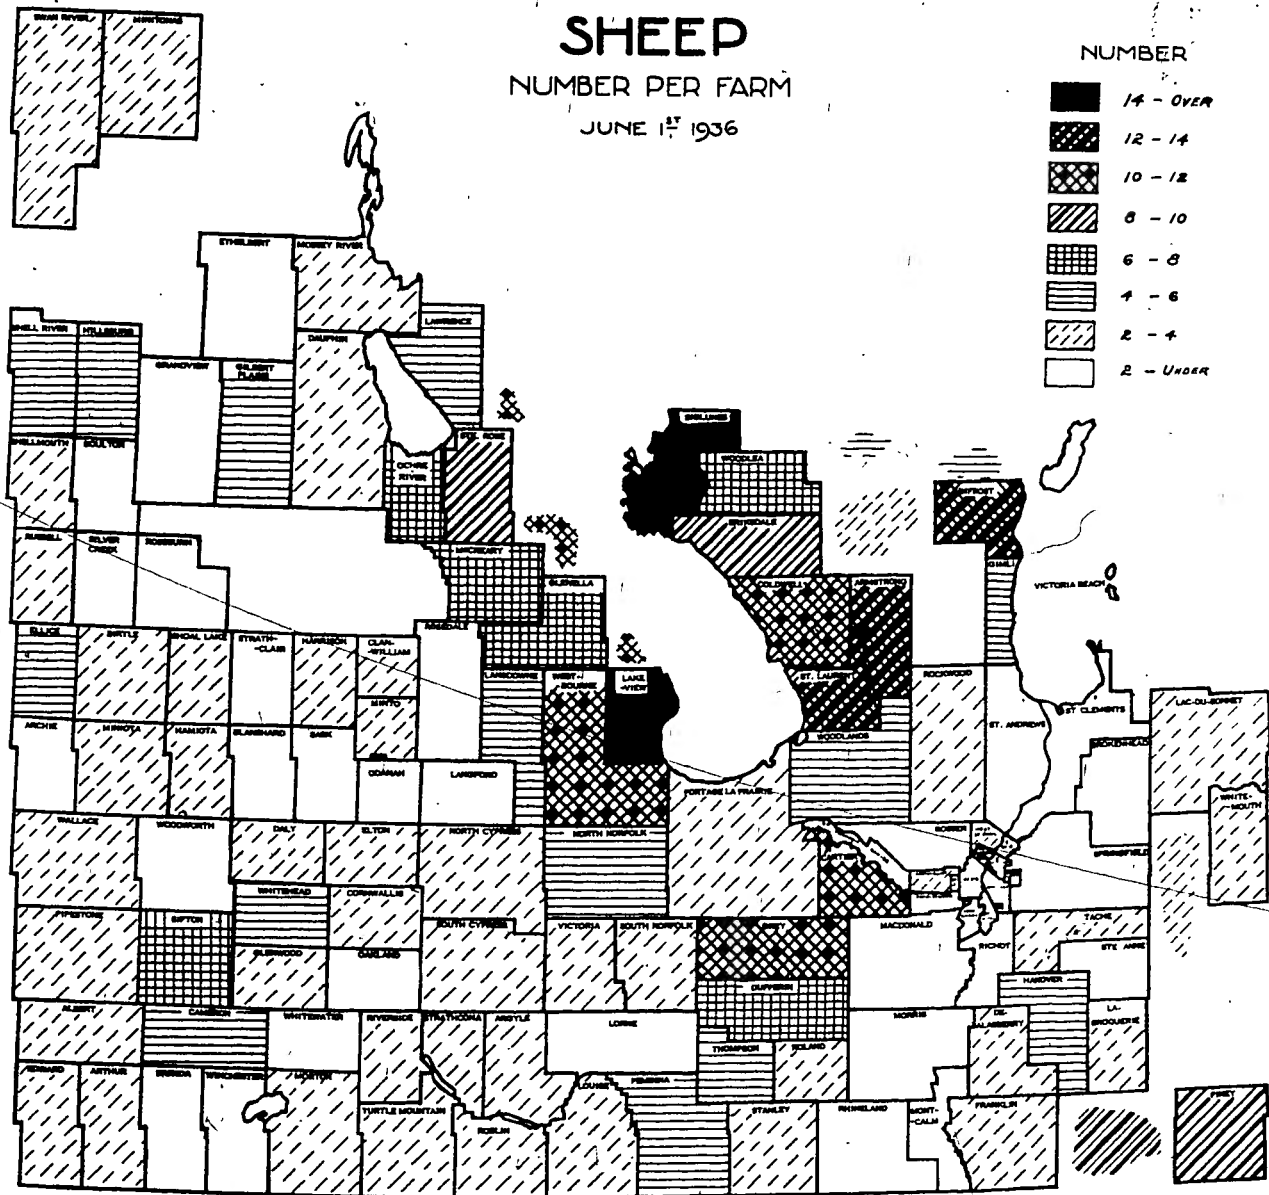 SHEEP
NUMBER PER FARM
JUNE 1ST 1936
NUMBER
14 - OVER
12 - 14
10 - 12
8 - 10
6 - 8
4 - 6
2 - 4
2 - UNDER
SWAN RIVER
MINITONAS
ETHELBERT
MOSSEY RIVER
LAWRENCE
SHELL RIVER
HILLSBURG
DAUPHIN
GRANDVIEW
GILBERT
PLAINS
STE. ROSE
OCHRE
RIVER
SHELLMOUTH
BOULTON
SIGLUNES
WOODLEA
ERIKSDALE
BIFROST
GIMLI
RUSSELL
SILVER
CREEK
ROSSBURN
MCCREARY
GLENELLA
COLDWELL
ARMSTRONG
VICTORIA BEACH
ELLICE
BIRTLE
SHOAL LAKE
STRATH-
-CLAIR
HARRISON
CLAN-
-WILLIAM
ROSEDALE
LANSDOWNE
WEST-
-BOURNE
LAKE
-VIEW
ST. LAURENT
ROCKWOOD
ST. ANDREWS
ST CLEMENTS
LAC-DU-BONNET
ARCHIE
MINIOTA
HAMIOTA
BLANSHARD
SASK
MINTO
ODANAH
LANGFORD
WOODLANDS
BROKENHEAD
PORTAGE LA PRAIRIE
WHITE-
-MOUTH
WALLACE
WOODWORTH
DALY
ELTON
NORTH CYPRESS
NORTH NORFOLK
CARTIER
ROSSER
SPRINGFIELD
WHITEHEAD
CORNWALLIS
PIPESTONE
SIFTON
GLENWOOD
OAKLAND
SOUTH CYPRESS
VICTORIA
SOUTH NORFOLK
GREY
MACDONALD
RICHOT
TACHE
STE ANNE
DUFFERIN
HANOVER
ALBERT
CAMERON
WHITEWATER
RIVERSIDE
STRATHCONA
ARGYLE
LORNE
THOMPSON
ROLAND
MORRIS
DE-
SALABERRY
LA-
BROQUERIE
EDWARD
ARTHUR
BRENDA
WINCHESTER
MORTON
TURTLE MOUNTAIN
ROBLIN
LOUISE
PEMBINA
STANLEY
RHINELAND
MONT-
-CALM
FRANKLIN
PINEY